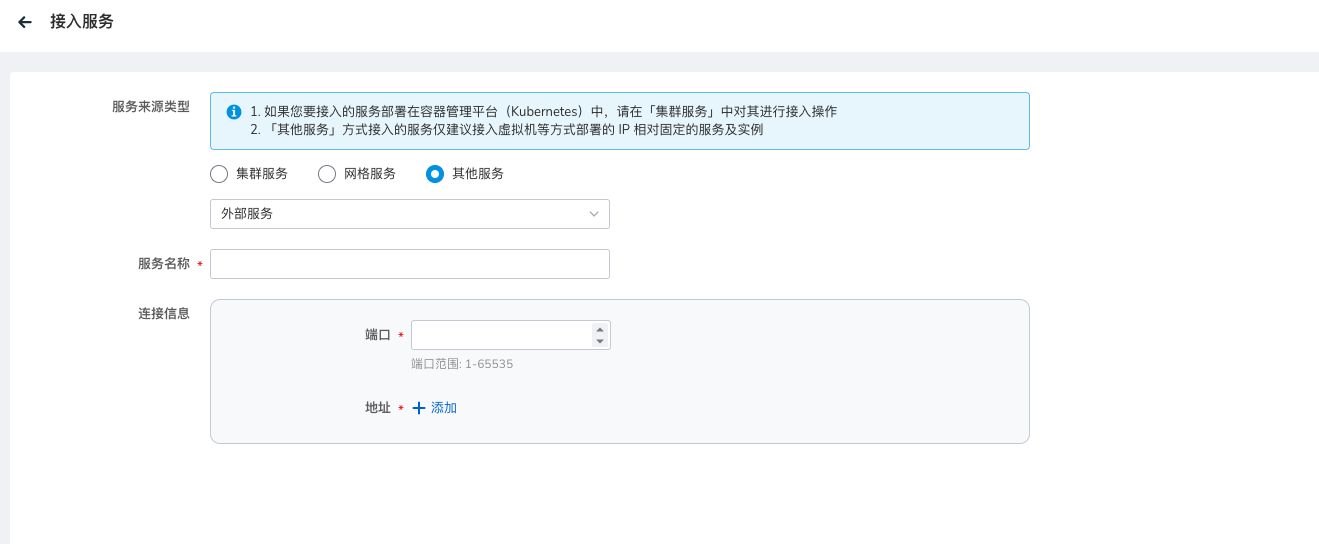 接入服务
服务来源类型
1. 如果您要接入的服务部署在容器管理平台（Kubernetes）中，请在「集群服务」中对其进行接入操作
2. 「其他服务」方式接入的服务仅建议接入虚拟机等方式部署的 IP 相对固定的服务及实例
集群服务 网格服务 其他服务
外部服务
服务名称 *
连接信息
端口 *
端口范围: 1-65535
地址 * 添加